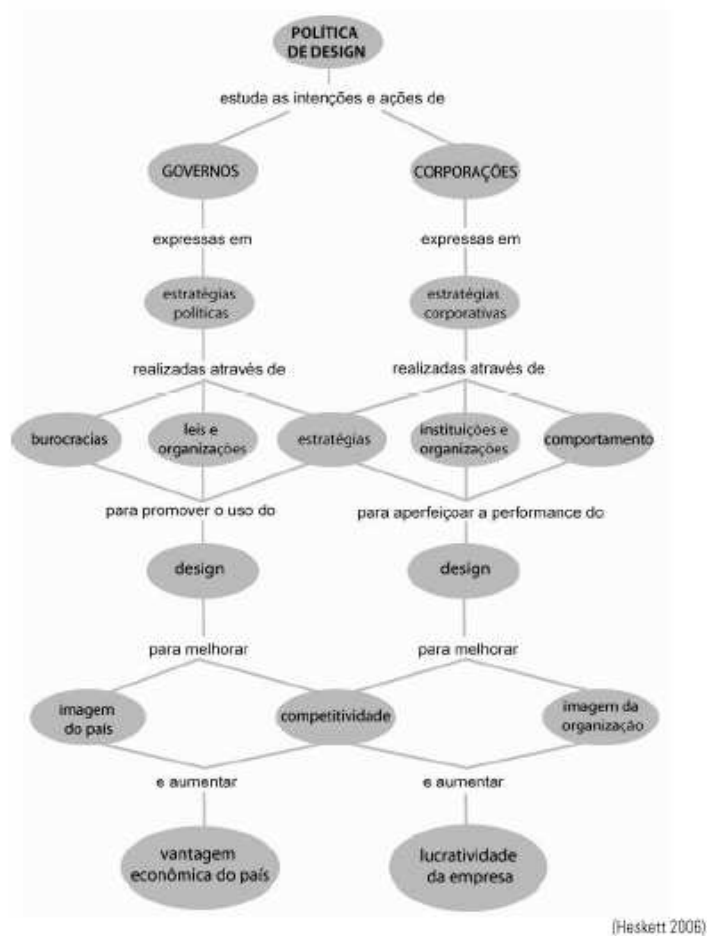 POLÍTICA
DE DESIGN
estuda as intenções e ações de
GOVERNOS
CORPORAÇÕES
expressas em
expressas em
estratégias
políticas
estratégias
corporativas
realizadas através de
realizadas através de
burocracias
leis e
organizações
estratégias
instituições e
organizações
comportamento
para promover o uso do
para aperfeiçoar a performance do
design
design
para melhorar
para melhorar
imagem
do país
competitividade
imagem da
organização
e aumentar
e aumentar
vantagem
econômica do país
lucratividade
da empresa
(Heskett 2006)